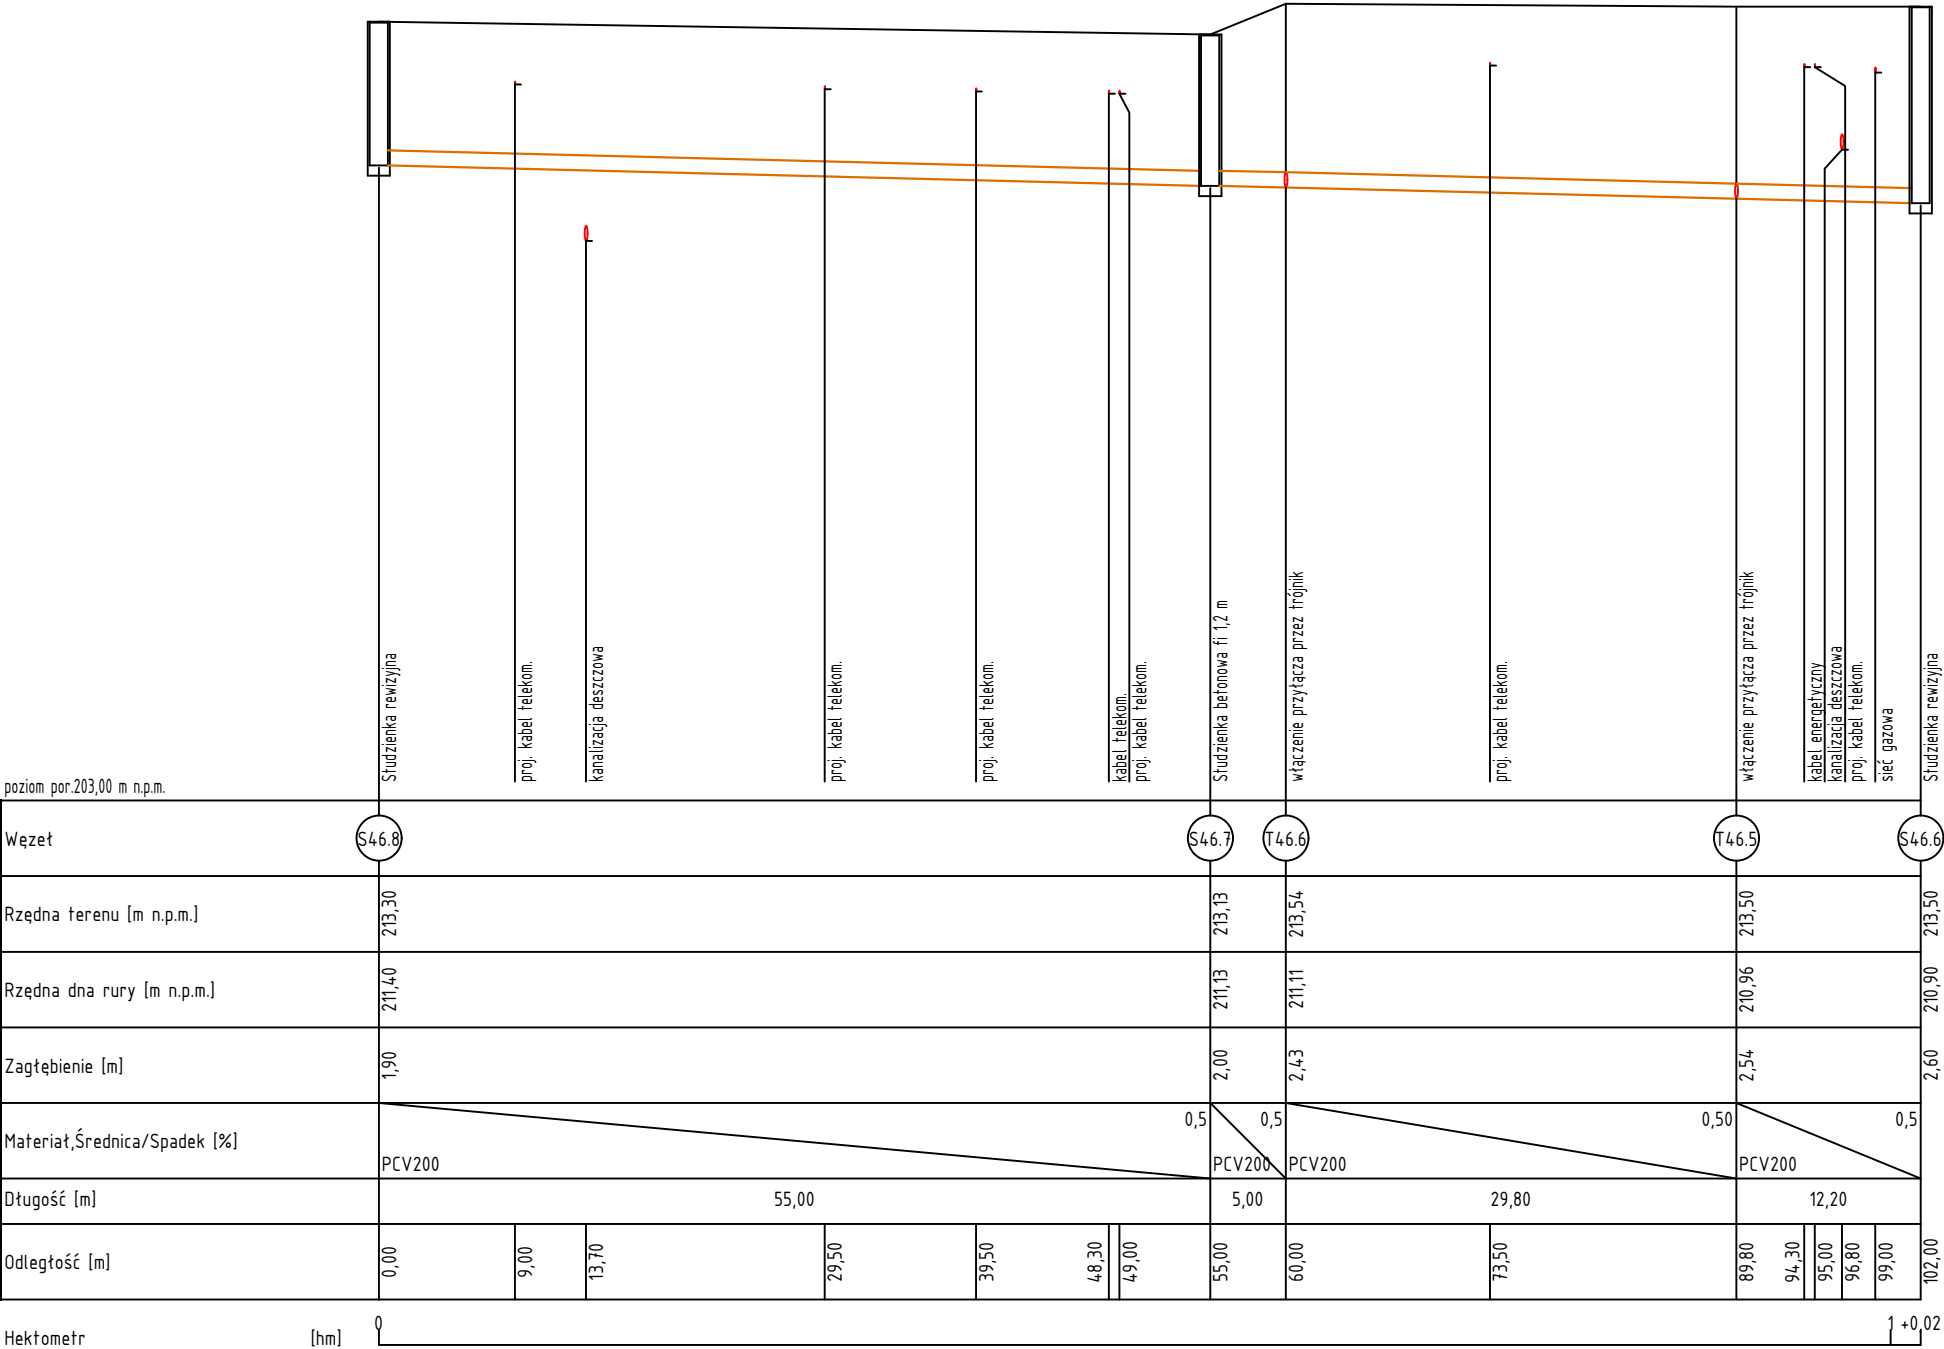 Studzienka rewizyjna
proj. kabel telekom.
kanalizacja deszczowa
proj. kabel telekom.
proj. kabel telekom.
kabel telekom.
proj. kabel telekom.
Studzienka betonowa fi 1,2 m
włączenie przyłącza przez trójnik
proj. kabel telekom.
włączenie przyłącza przez trójnik
kabel energetyczny
kanalizacja deszczowa
proj. kabel telekom.
sieć gazowa
Studzienka rewizyjna
poziom por.203,00 m n.p.m.
Węzeł S46.8 S46.7 T46.6 T46.5 S46.6
Rzędna terenu [m n.p.m.] 213,30 213,13 213,54 213,50 213,50
Rzędna dna rury [m n.p.m.] 211,40 211,13 211,11 210,96 210,90
Zagłębienie [m] 1,90 2,00 2,43 2,54 2,60
0,5 0,5 0,50 0,5
Materiał,Średnica/Spadek [%]
PCV200 PCV200 PCV200 PCV200
Długość [m] 55,00 5,00 29,80 12,20
Odległość [m] 0,00 9,00 13,70 29,50 39,50 48,30 49,00 55,00 60,00 73,50 89,80 94,30 95,00 96,80 99,00 102,00
Hektometr [hm] 0 1 +0,02